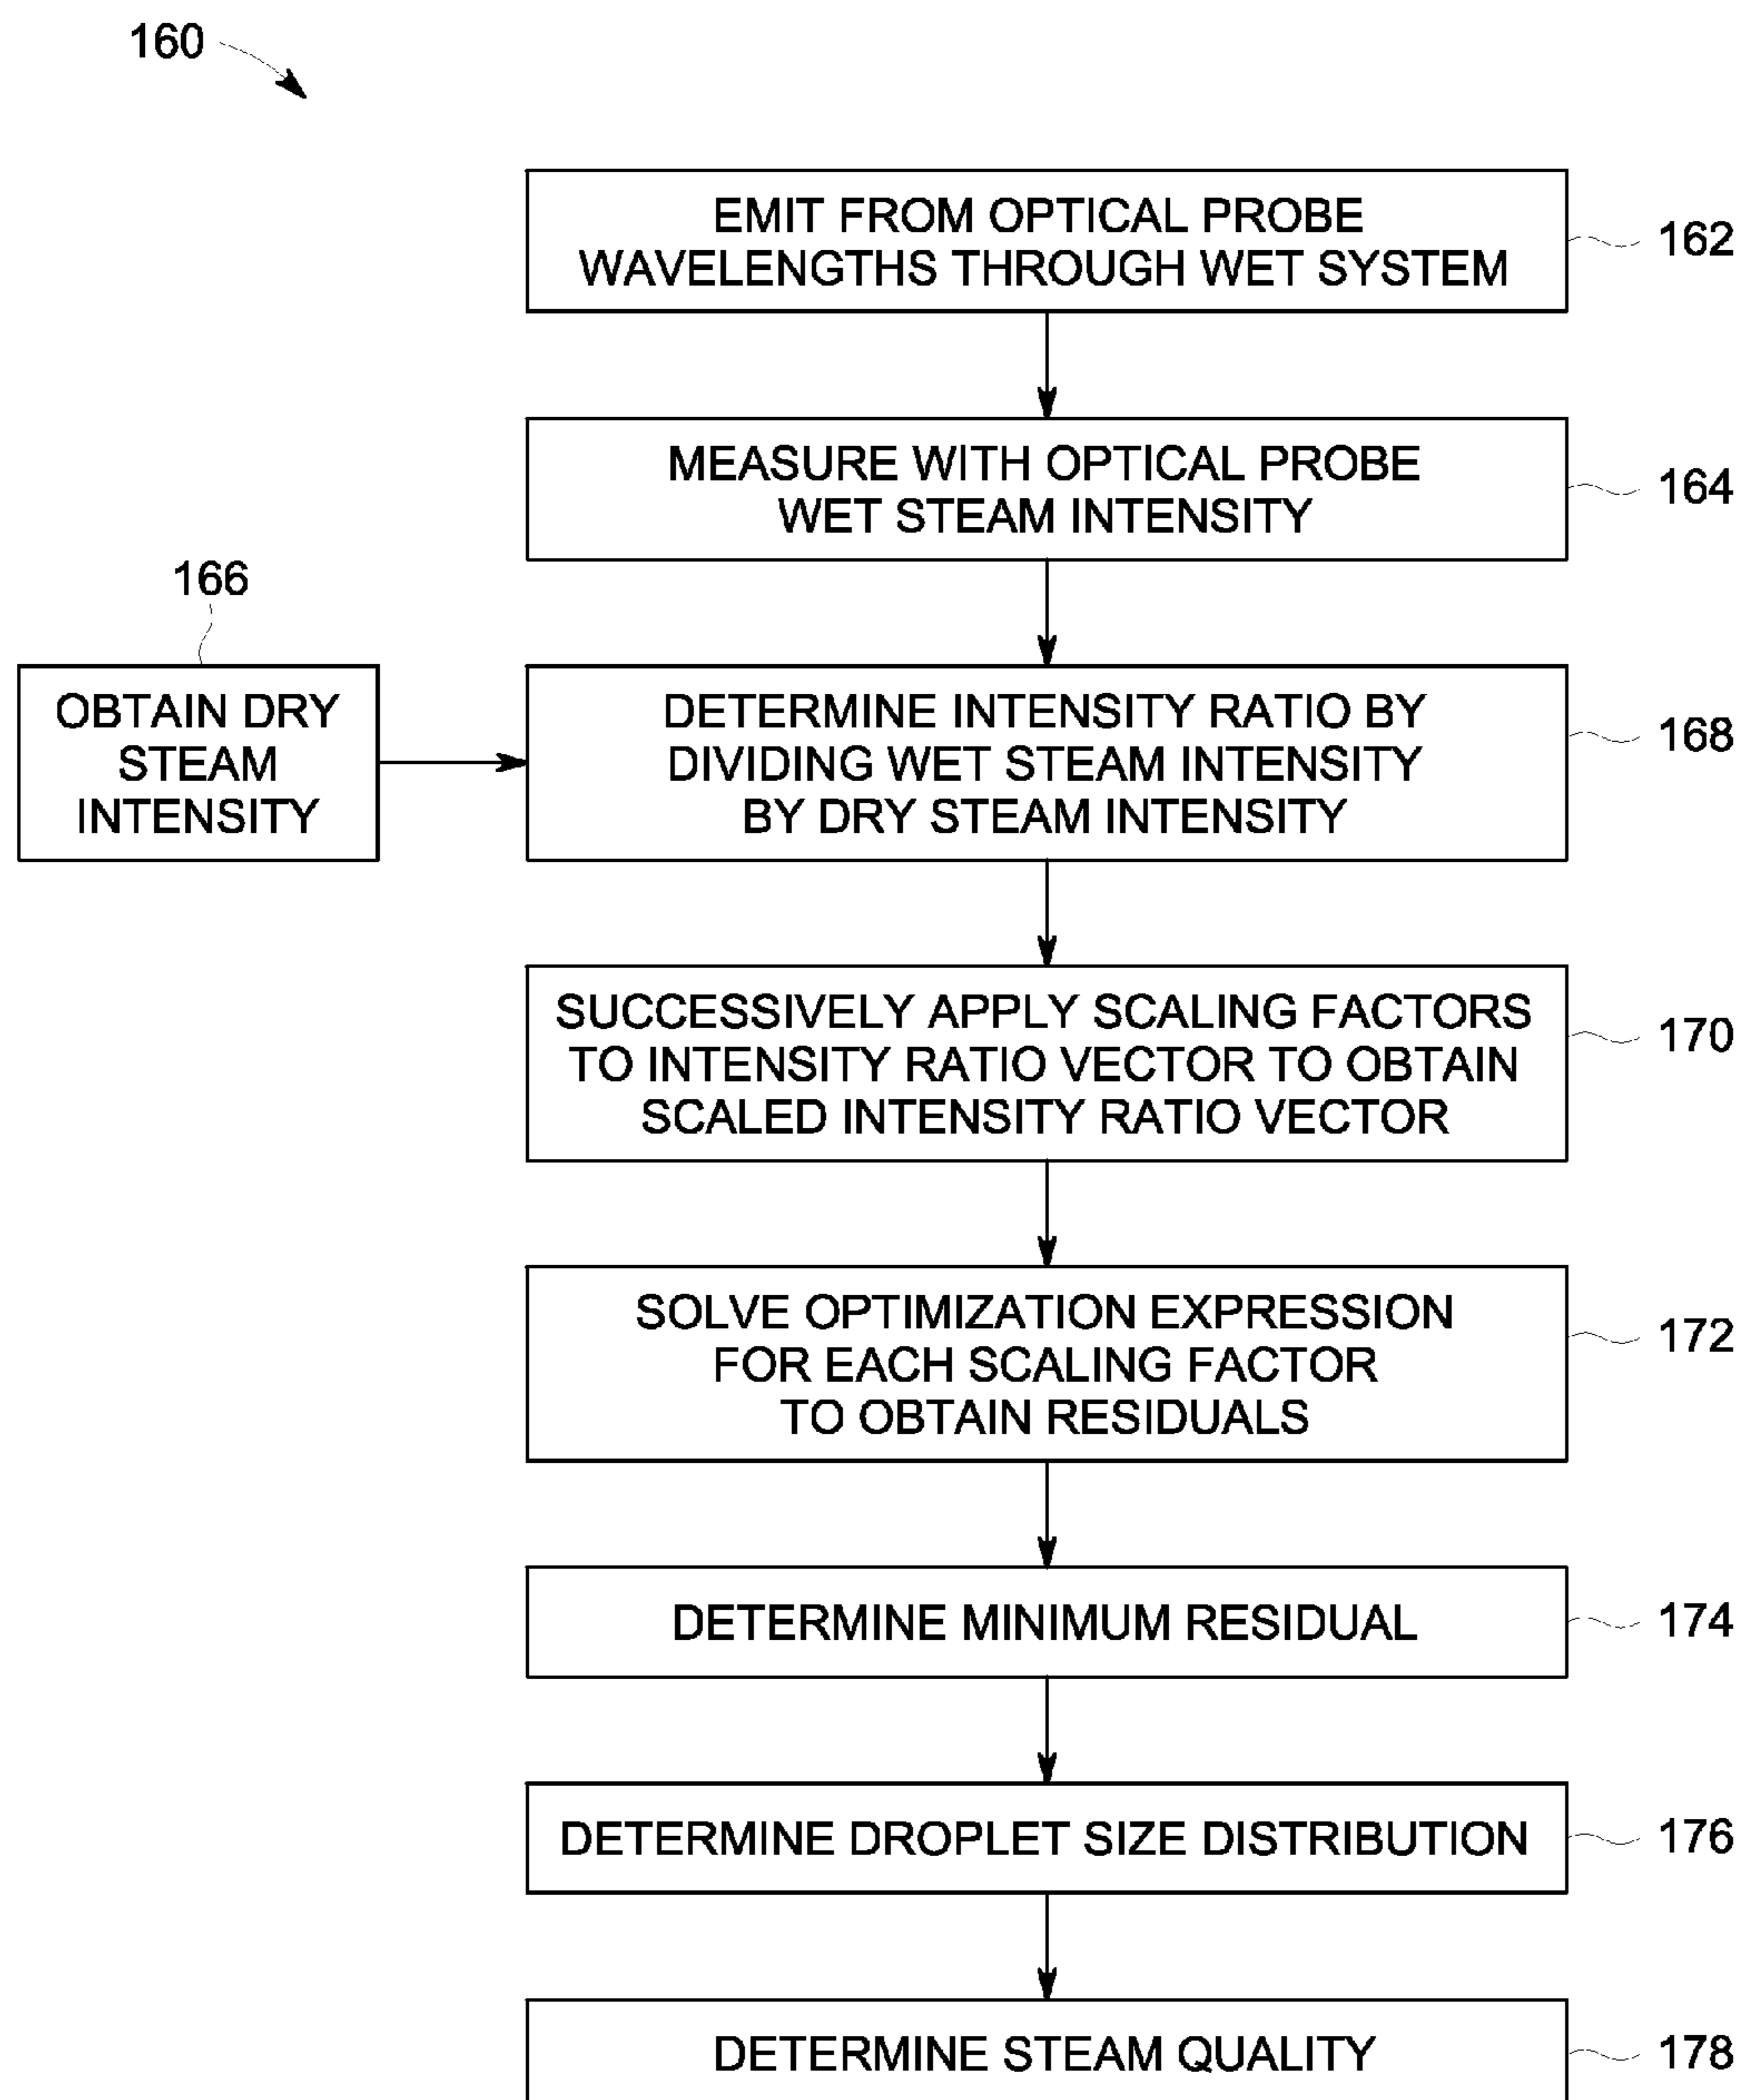 160
EMIT FROM OPTICAL PROBE
WAVELENGTHS THROUGH WET SYSTEM
162
MEASURE WITH OPTICAL PROBE
WET STEAM INTENSITY
164
166
OBTAIN DRY
STEAM
INTENSITY
DETERMINE INTENSITY RATIO BY
DIVIDING WET STEAM INTENSITY
BY DRY STEAM INTENSITY
168
SUCCESSIVELY APPLY SCALING FACTORS
TO INTENSITY RATIO VECTOR TO OBTAIN
SCALED INTENSITY RATIO VECTOR
170
SOLVE OPTIMIZATION EXPRESSION
FOR EACH SCALING FACTOR
TO OBTAIN RESIDUALS
172
DETERMINE MINIMUM RESIDUAL
174
DETERMINE DROPLET SIZE DISTRIBUTION
176
DETERMINE STEAM QUALITY
178